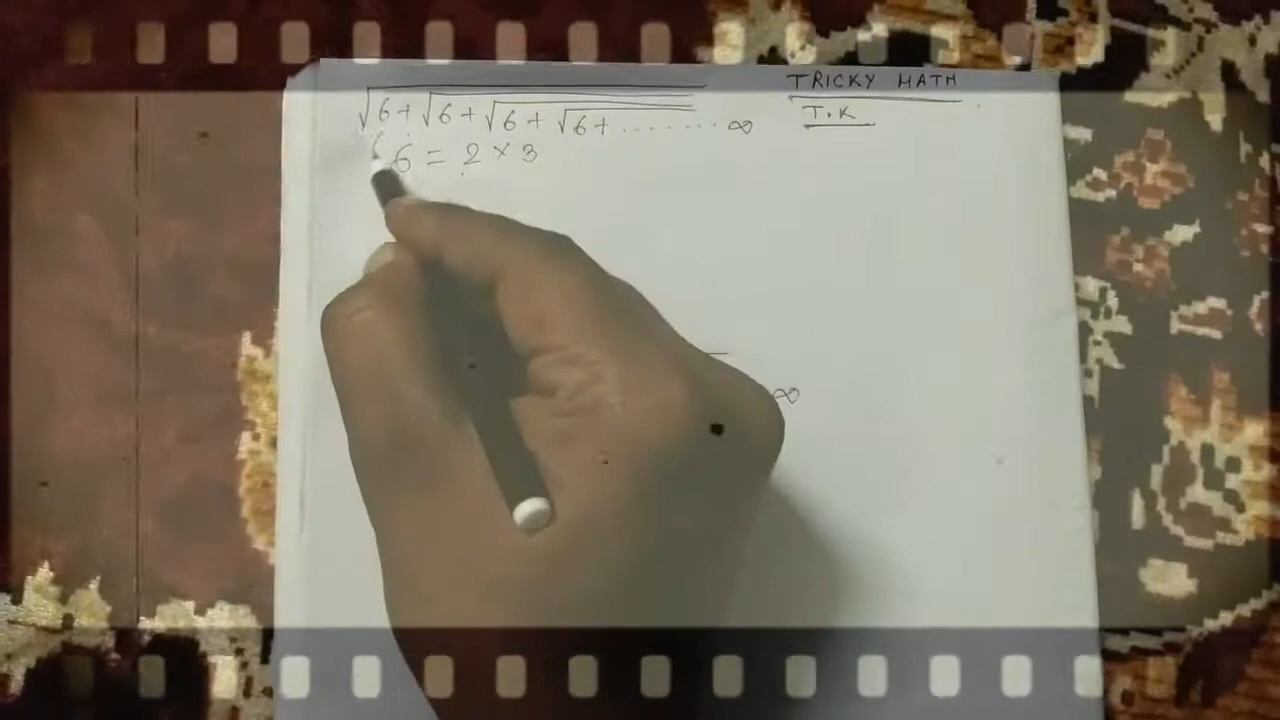 TRICKY MATH
T.K
√6+√6+√6+√6+........∞
6 = 2 × 3
∞